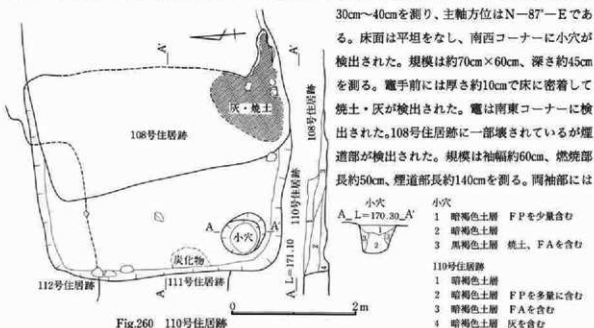 30cm〜40cmを測り、主軸方位はN−87°−Eであ
る。床面は平坦をなし、南西コーナーに小穴が
検出された。規模は約70cm×60cm、深さ約45cm
を測る。竈手前には厚さ約10cmで床に密着して
焼土・灰が検出された。竈は南東コーナーに検
出された。108号住居跡に一部壊されているが煙
道部が検出された。規模は袖幅約60cm、燃焼部
長約50cm、煙道部長約140cmを測る。両袖部には
A'
A'
灰・焼土
108号住居跡
108号住居跡
110号住居跡
A
A'
小穴
炭化物
112号住居跡
111号住居跡
A
A L=171.10
0 2m
Fig.260 110号住居跡
小穴
A L=170.30 A'
1
3
2
3
小穴
1 暗褐色土層 FPを少量含む
2 暗褐色土層
3 黒褐色土層 焼土、FAを含む
110号住居跡
1 暗褐色土層
2 暗褐色土層 FPを多量に含む
3 暗褐色土層 FAを含む
4 暗褐色土層 灰を含む